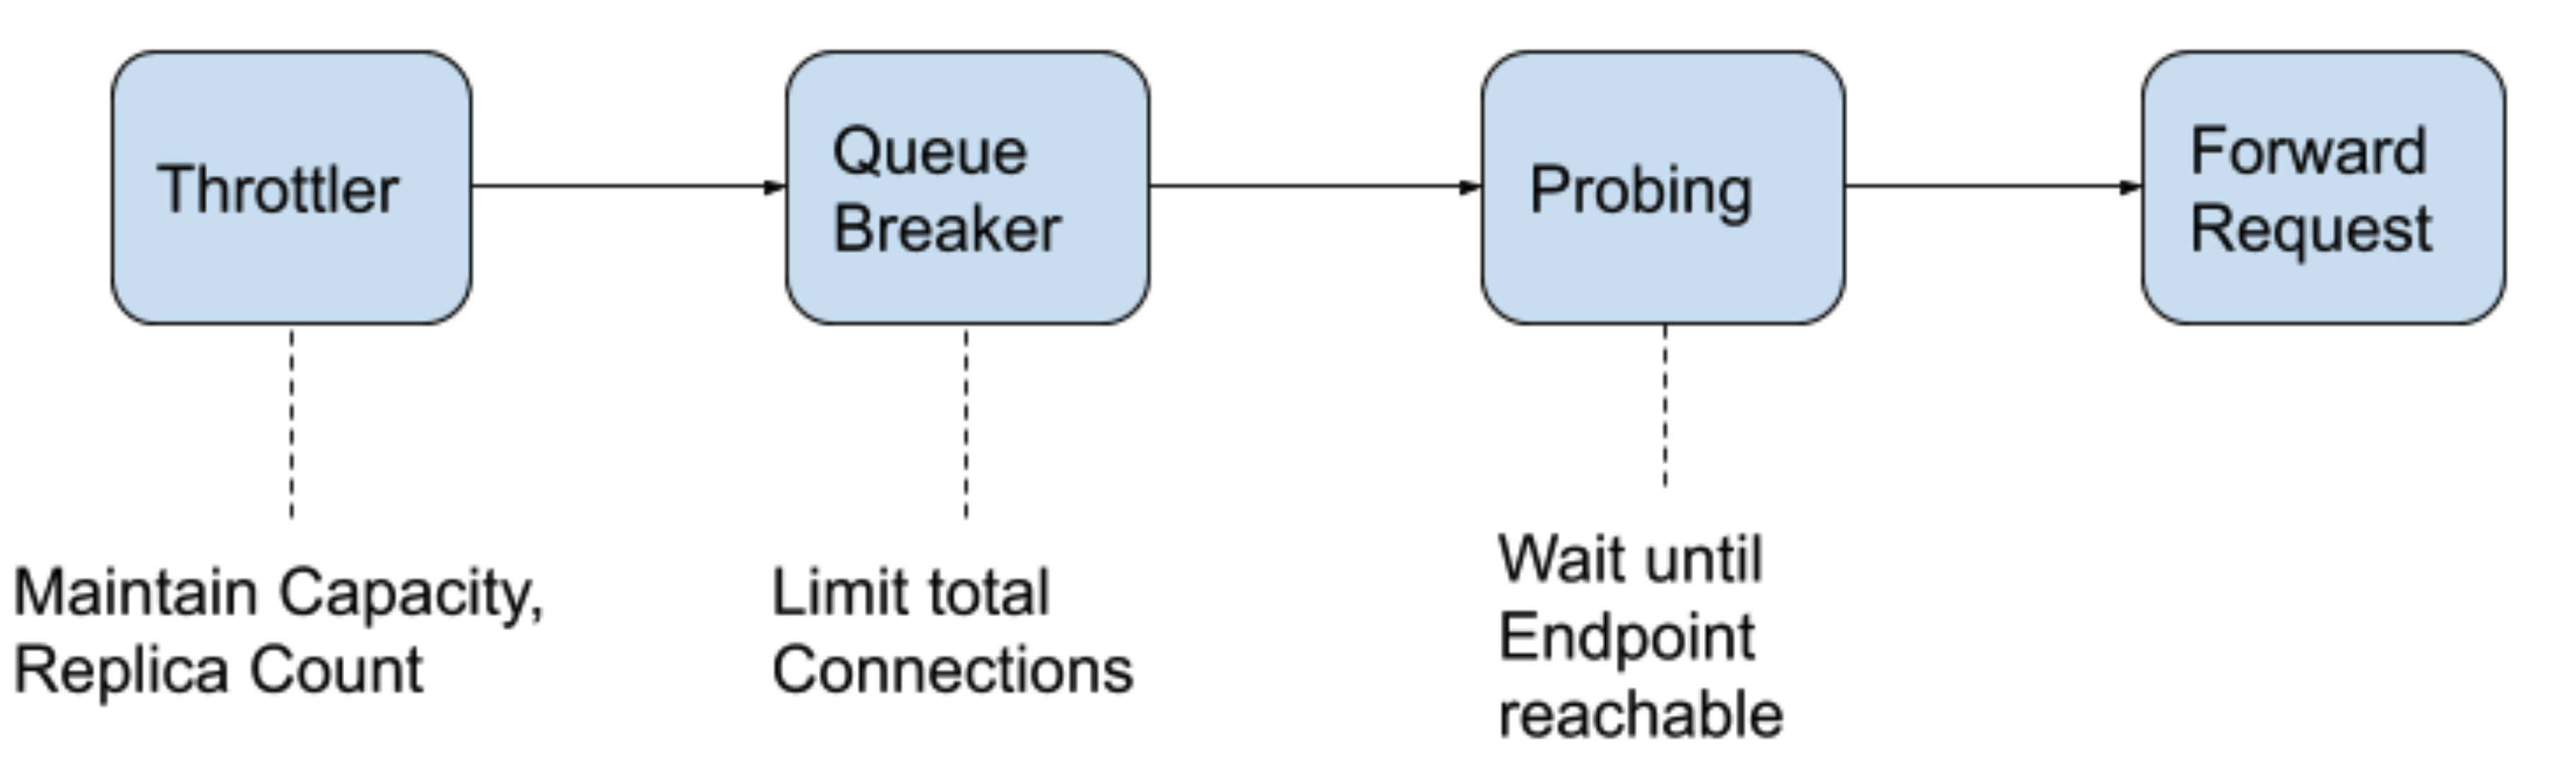 Throttler
Queue
Breaker
Probing
Forward
Request
Maintain Capacity,
Replica Count
Limit total
Connections
Wait until
Endpoint
reachable